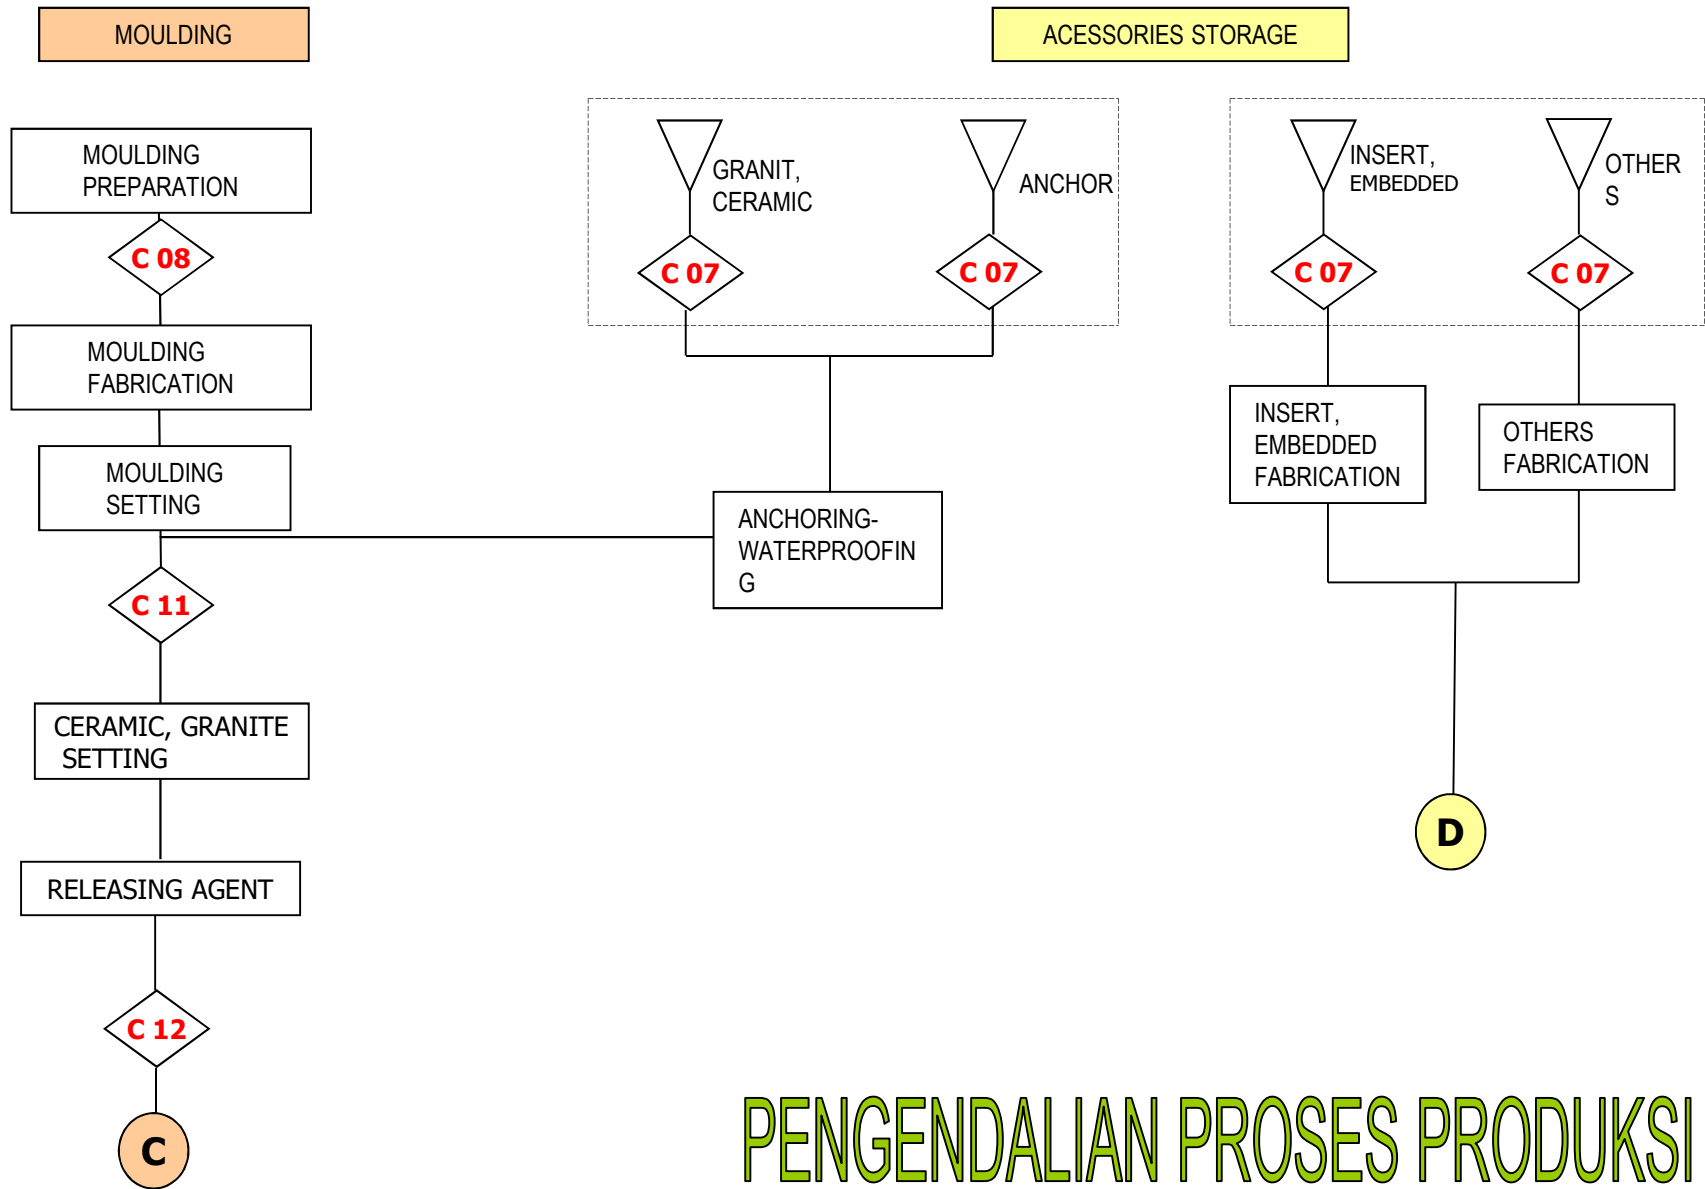 MOULDING
ACESSORIES STORAGE
MOULDING
PREPARATION
C 08
MOULDING
FABRICATION
MOULDING
SETTING
C 11
CERAMIC, GRANITE
SETTING
RELEASING AGENT
C 12
C
GRANIT,
CERAMIC
C 07
ANCHOR
C 07
ANCHORING-
WATERPROOFIN
G
INSERT,
EMBEDDED
C 07
OTHER
S
C 07
INSERT,
EMBEDDED
FABRICATION
OTHERS
FABRICATION
D
PENGENDALIAN PROSES PRODUKSI